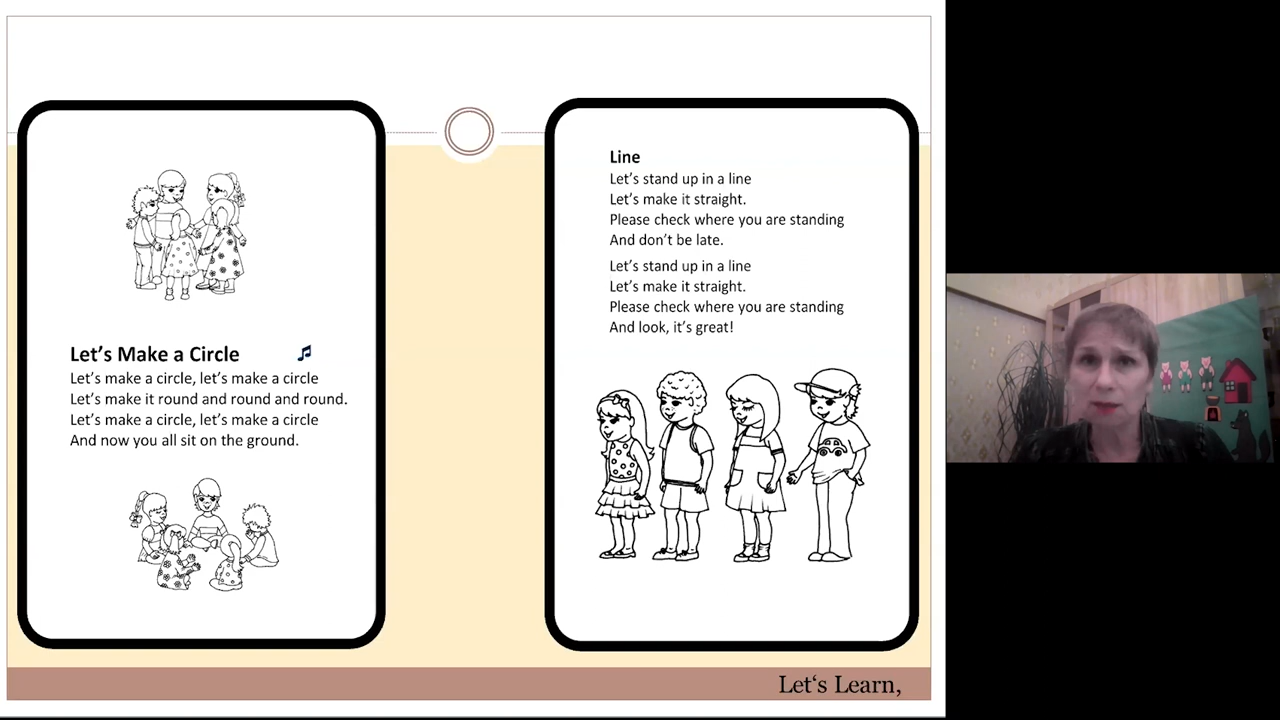 Let's Make a Circle
Let's make a circle, let's make a circle
Let's make it round and round and round.
Let's make a circle, let's make a circle
And now you all sit on the ground.
Line
Let's stand up in a line
Let's make it straight.
Please check where you are standing
And don't be late.
Let's stand up in a line
Let's make it straight.
Please check where you are standing
And look, it's great!
Let‘s Learn,